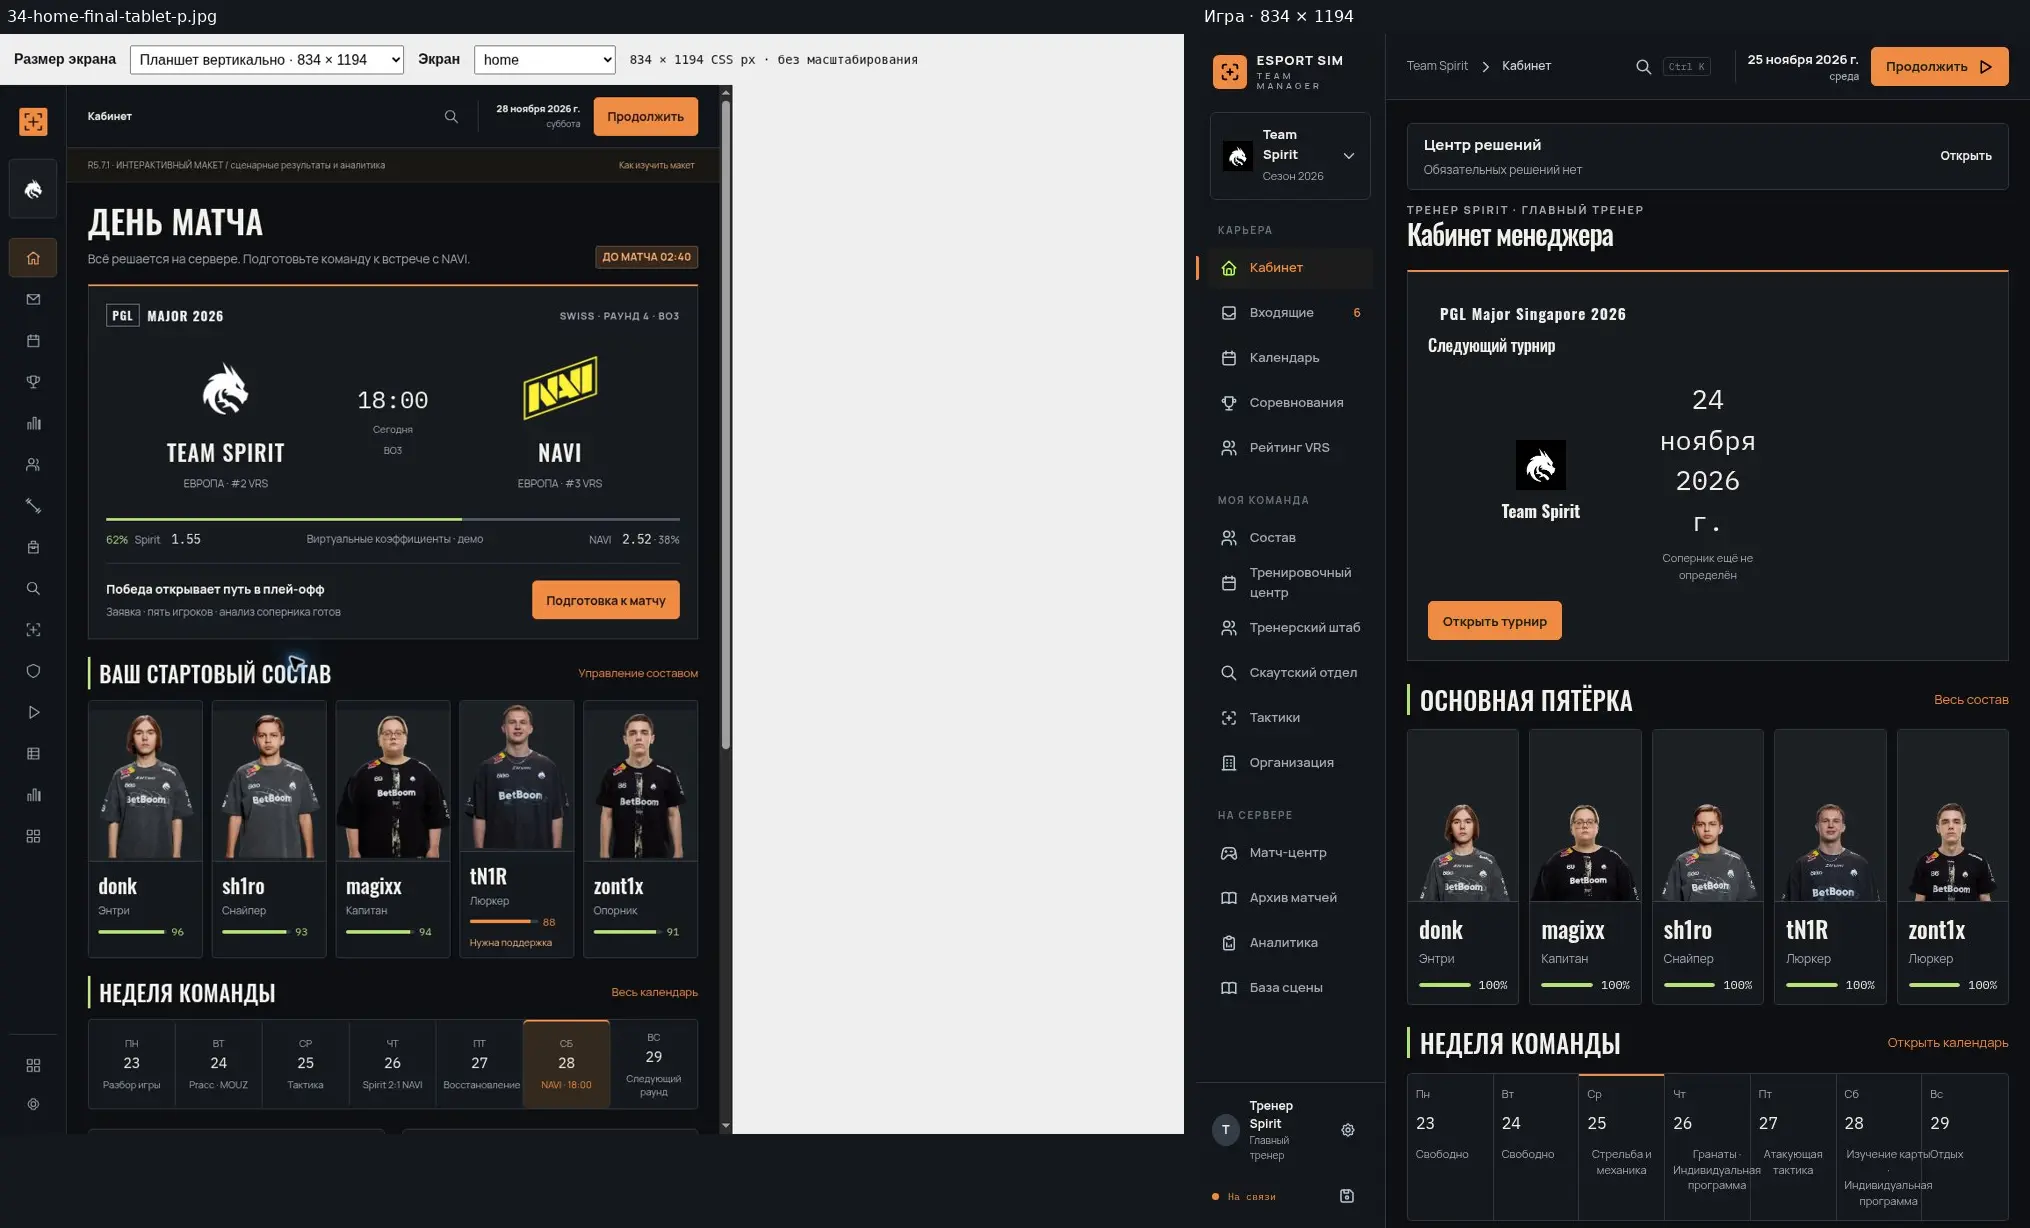 34-home-final-tablet-p.jpg
Размер экрана
Планшет вертикально · 834 × 1194
Экран
home
834 × 1194 CSS px · без масштабирования
Кабинет
28 ноября 2026 г.
суббота
Продолжить
R5.7.1 · ИНТЕРАКТИВНЫЙ МАКЕТ / сценарные результаты и аналитика
Как изучить макет
ДЕНЬ МАТЧА
Всё решается на сервере. Подготовьте команду к встрече с NAVI.
ДО МАТЧА 02:40
PGL
MAJOR 2026
SWISS · РАУНД 4 · BO3
NAVI
18:00
Сегодня
BO3
TEAM SPIRIT
ЕВРОПА · #2 VRS
NAVI
ЕВРОПА · #3 VRS
62% Spirit 1.55
Виртуальные коэффициенты · демо
NAVI 2.52 · 38%
Победа открывает путь в плей-офф
Заявка · пять игроков · анализ соперника готов
Подготовка к матчу
ВАШ СТАРТОВЫЙ СОСТАВ
Управление составом
BetBoom
BetBoom
BetBoom
BetBoom
BetBoom
donk
Энтри
96
sh1ro
Снайпер
93
magixx
Капитан
94
tN1R
Люркер
88
Нужна поддержка
zont1x
Опорник
91
НЕДЕЛЯ КОМАНДЫ
Весь календарь
ПН
23
Разбор игры
ВТ
24
Pracc · MOUZ
СР
25
Тактика
ЧТ
26
Spirit 2:1 NAVI
ПТ
27
Восстановление
СБ
28
NAVI · 18:00
ВС
29
Следующий
раунд
Игра · 834 × 1194
ESPORT SIM
TEAM
MANAGER
Team
Spirit
Сезон 2026
КАРЬЕРА
Кабинет
Входящие 6
Календарь
Соревнования
Рейтинг VRS
МОЯ КОМАНДА
Состав
Тренировочный
центр
Тренерский штаб
Скаутский отдел
Тактики
Организация
НА СЕРВЕРЕ
Матч-центр
Архив матчей
Аналитика
База сцены
T
Тренер
Spirit
Главный
тренер
На связи
Team Spirit
Кабинет
Ctrl K
25 ноября 2026 г.
среда
Продолжить
Центр решений
Обязательных решений нет
Открыть
ТРЕНЕР SPIRIT · ГЛАВНЫЙ ТРЕНЕР
Кабинет менеджера
PGL Major Singapore 2026
Следующий турнир
Team Spirit
24
ноября
2026
г.
Соперник ещё не
определён
Открыть турнир
ОСНОВНАЯ ПЯТЁРКА
Весь состав
BetBoom
BetBoom
BetBoom
BetBoom
BetBoom
donk
Энтри
100%
magixx
Капитан
100%
sh1ro
Снайпер
100%
tN1R
Люркер
100%
zont1x
Люркер
100%
НЕДЕЛЯ КОМАНДЫ
Открыть календарь
Пн
23
Свободно
Вт
24
Свободно
Ср
25
Стрельба и
механика
Чт
26
Гранаты ·
Индивидуальная
программа
Пт
27
Атакующая
тактика
Сб
28
Изучение карты
·
Индивидуальная
программа
Вс
29
Отдых